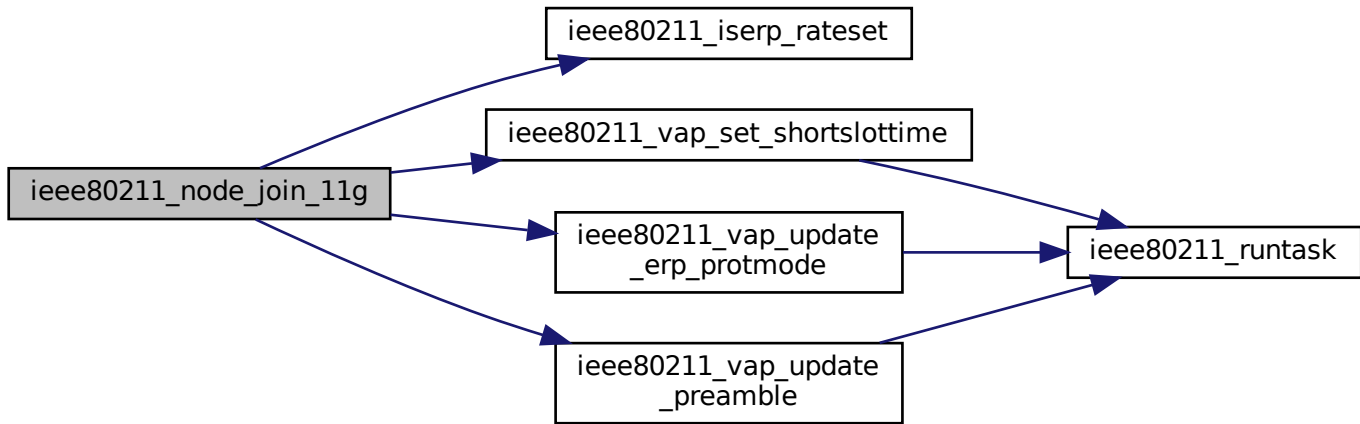 ieee80211_iserp_rateset
ieee80211_vap_set_shortslottime
ieee80211_node_join_11g
ieee80211_vap_update
_erp_protmode
ieee80211_runtask
ieee80211_vap_update
_preamble